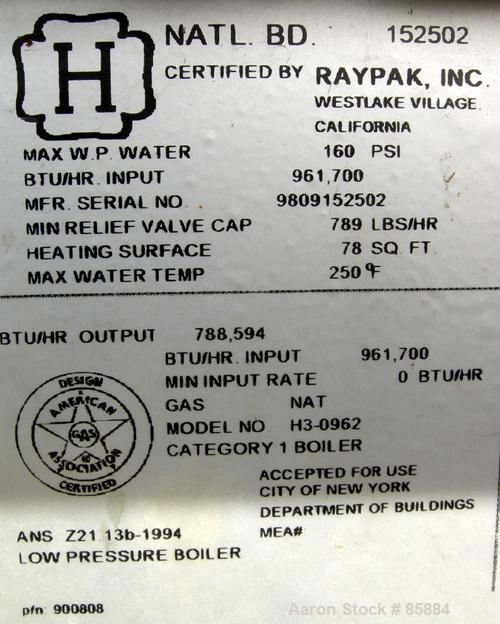 H
NATL. BD. 152502
CERTIFIED BY RAYPAK, INC.
WESTLAKE VILLAGE,
CALIFORNIA
MAX W.P. WATER 160 PSI
BTU/HR. INPUT 961,700
MFR. SERIAL NO. 9809152502
MIN RELIEF VALVE CAP 789 LBS/HR
HEATING SURFACE 78 SQ. FT.
MAX WATER TEMP 250 °F
BTU/HR. OUTPUT 788,594
BTU/HR. INPUT 961,700
MIN INPUT RATE 0 BTU/HR
GAS NAT
MODEL NO. H3-0962
CATEGORY 1 BOILER
DESIGN
AMERICAN
GAS
ASSOCIATION
CERTIFIED
ACCEPTED FOR USE
CITY OF NEW YORK
DEPARTMENT OF BUILDINGS
MEA#
ANS Z21.13b-1994
LOW PRESSURE BOILER
p/n: 900808
Aaron Stock # 85884